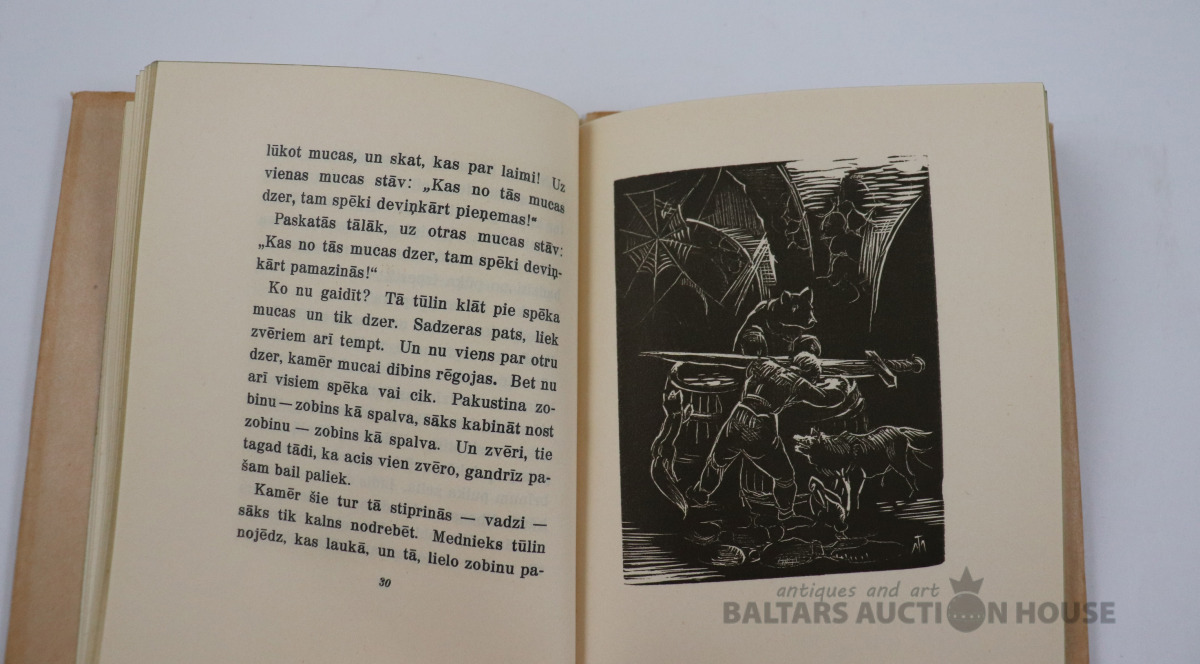 lūkot mucas, un skat, kas par laimi! Uz
vienas mucas stāv: „Kas no tās mucas
dzer, tam spēki deviņkārt pieņemas!“
Paskatās tālāk, uz otras mucas stāv:
„Kas no tās mucas dzer, tam spēki deviņ-
kārt pamazinās!“
Ko nu gaidīt? Tā tūlin klāt pie spēka
mucas un tik dzer. Sadzeras pats, liek
zvēriem arī tempt. Un nu viens par otru
dzer, kamēr mucai dibins rēgojas. Bet nu
arī visiem spēka vai cik. Pakustina zo-
binu — zobins kā spalva, sāks kabināt nost
zobinu — zobins kā spalva. Un zvēri, tie
tagad tādi, ka acis vien zvēro, gandrīz pa-
šam bail paliek.
Kamēr šie tur tā stiprinās — vadzi —
sāks tik kalns nodrebēt. Mednieks tūlin
nojēdz, kas laukā, un tā, lielo zobinu pa-
30
antiques and art
BALTARS AUCTION HOUSE